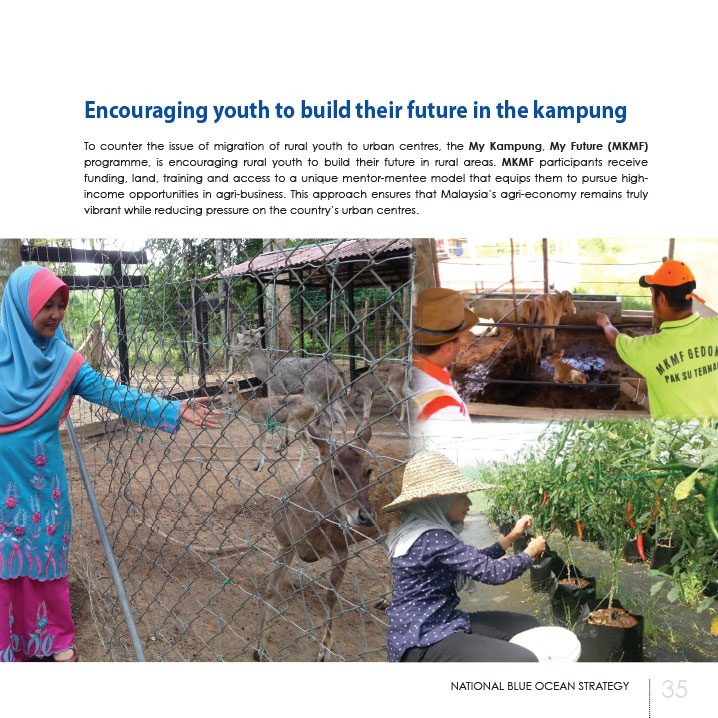 Encouraging youth to build their future in the kampung
To counter the issue of migration of rural youth to urban centres, the My Kampung, My Future (MKMF)
programme, is encouraging rural youth to build their future in rural areas. MKMF participants receive
funding, land, training and access to a unique mentor-mentee model that equips them to pursue high-
income opportunities in agri-business. This approach ensures that Malaysia's agri-economy remains truly
vibrant while reducing pressure on the country's urban centres.
MKMF GEDOK
PAK SU TERNA
NATIONAL BLUE OCEAN STRATEGY
35